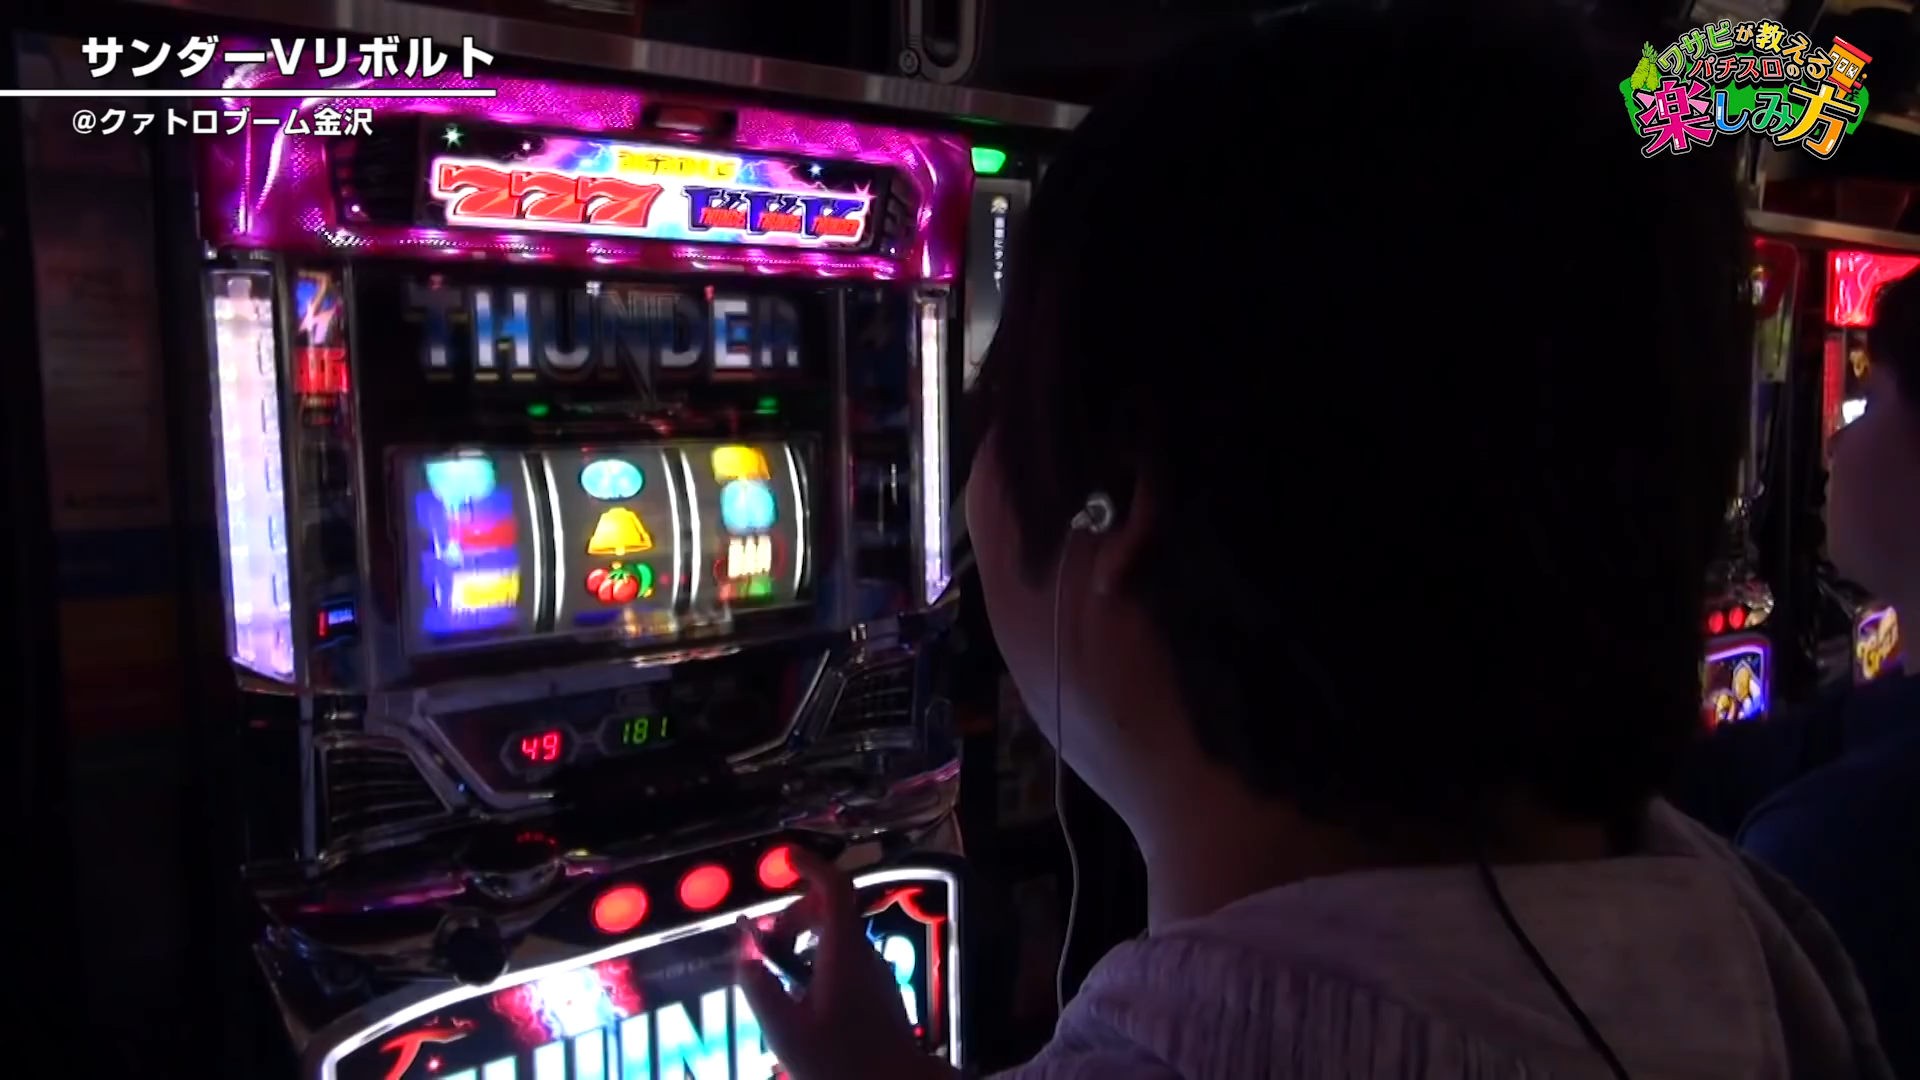 サンダーVリボルト
@クァトロブーム金沢
ワサビが教える
パチスロの
楽しみ方
777 VVV
THUNDER
49 181